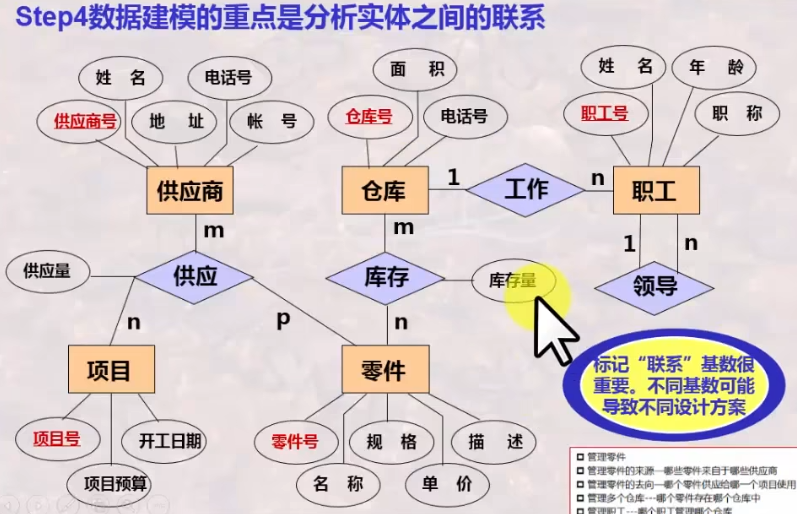 Step4数据建模的重点是分析实体之间的联系
姓 名
电话号
供应商号
地 址
帐 号
供应商
面 积
仓库号
电话号
仓库
姓 名
年 龄
职工号
职 称
职工
1
工作
n
m
m
1
n
供应量
供应
库存
库存量
领导
n
p
n
项目
零件
标记“联系”基数很
重要。不同基数可能
导致不同设计方案
项目号
开工日期
项目预算
零件号
规 格
描 述
名 称
单 价
管理零件
管理零件的来源---哪些零件来自于哪些供应商
管理零件的去向---哪个零件供应给哪一个项目使用
管理多个仓库---哪个零件存在哪个仓库中
管理职工---哪个职工管理哪个仓库